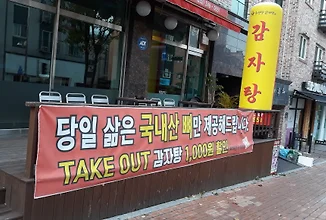 당일 삶은 국내산 뼈만 제공해드립니다.
TAKE OUT 감자탕 1,000원 할인
감자탕